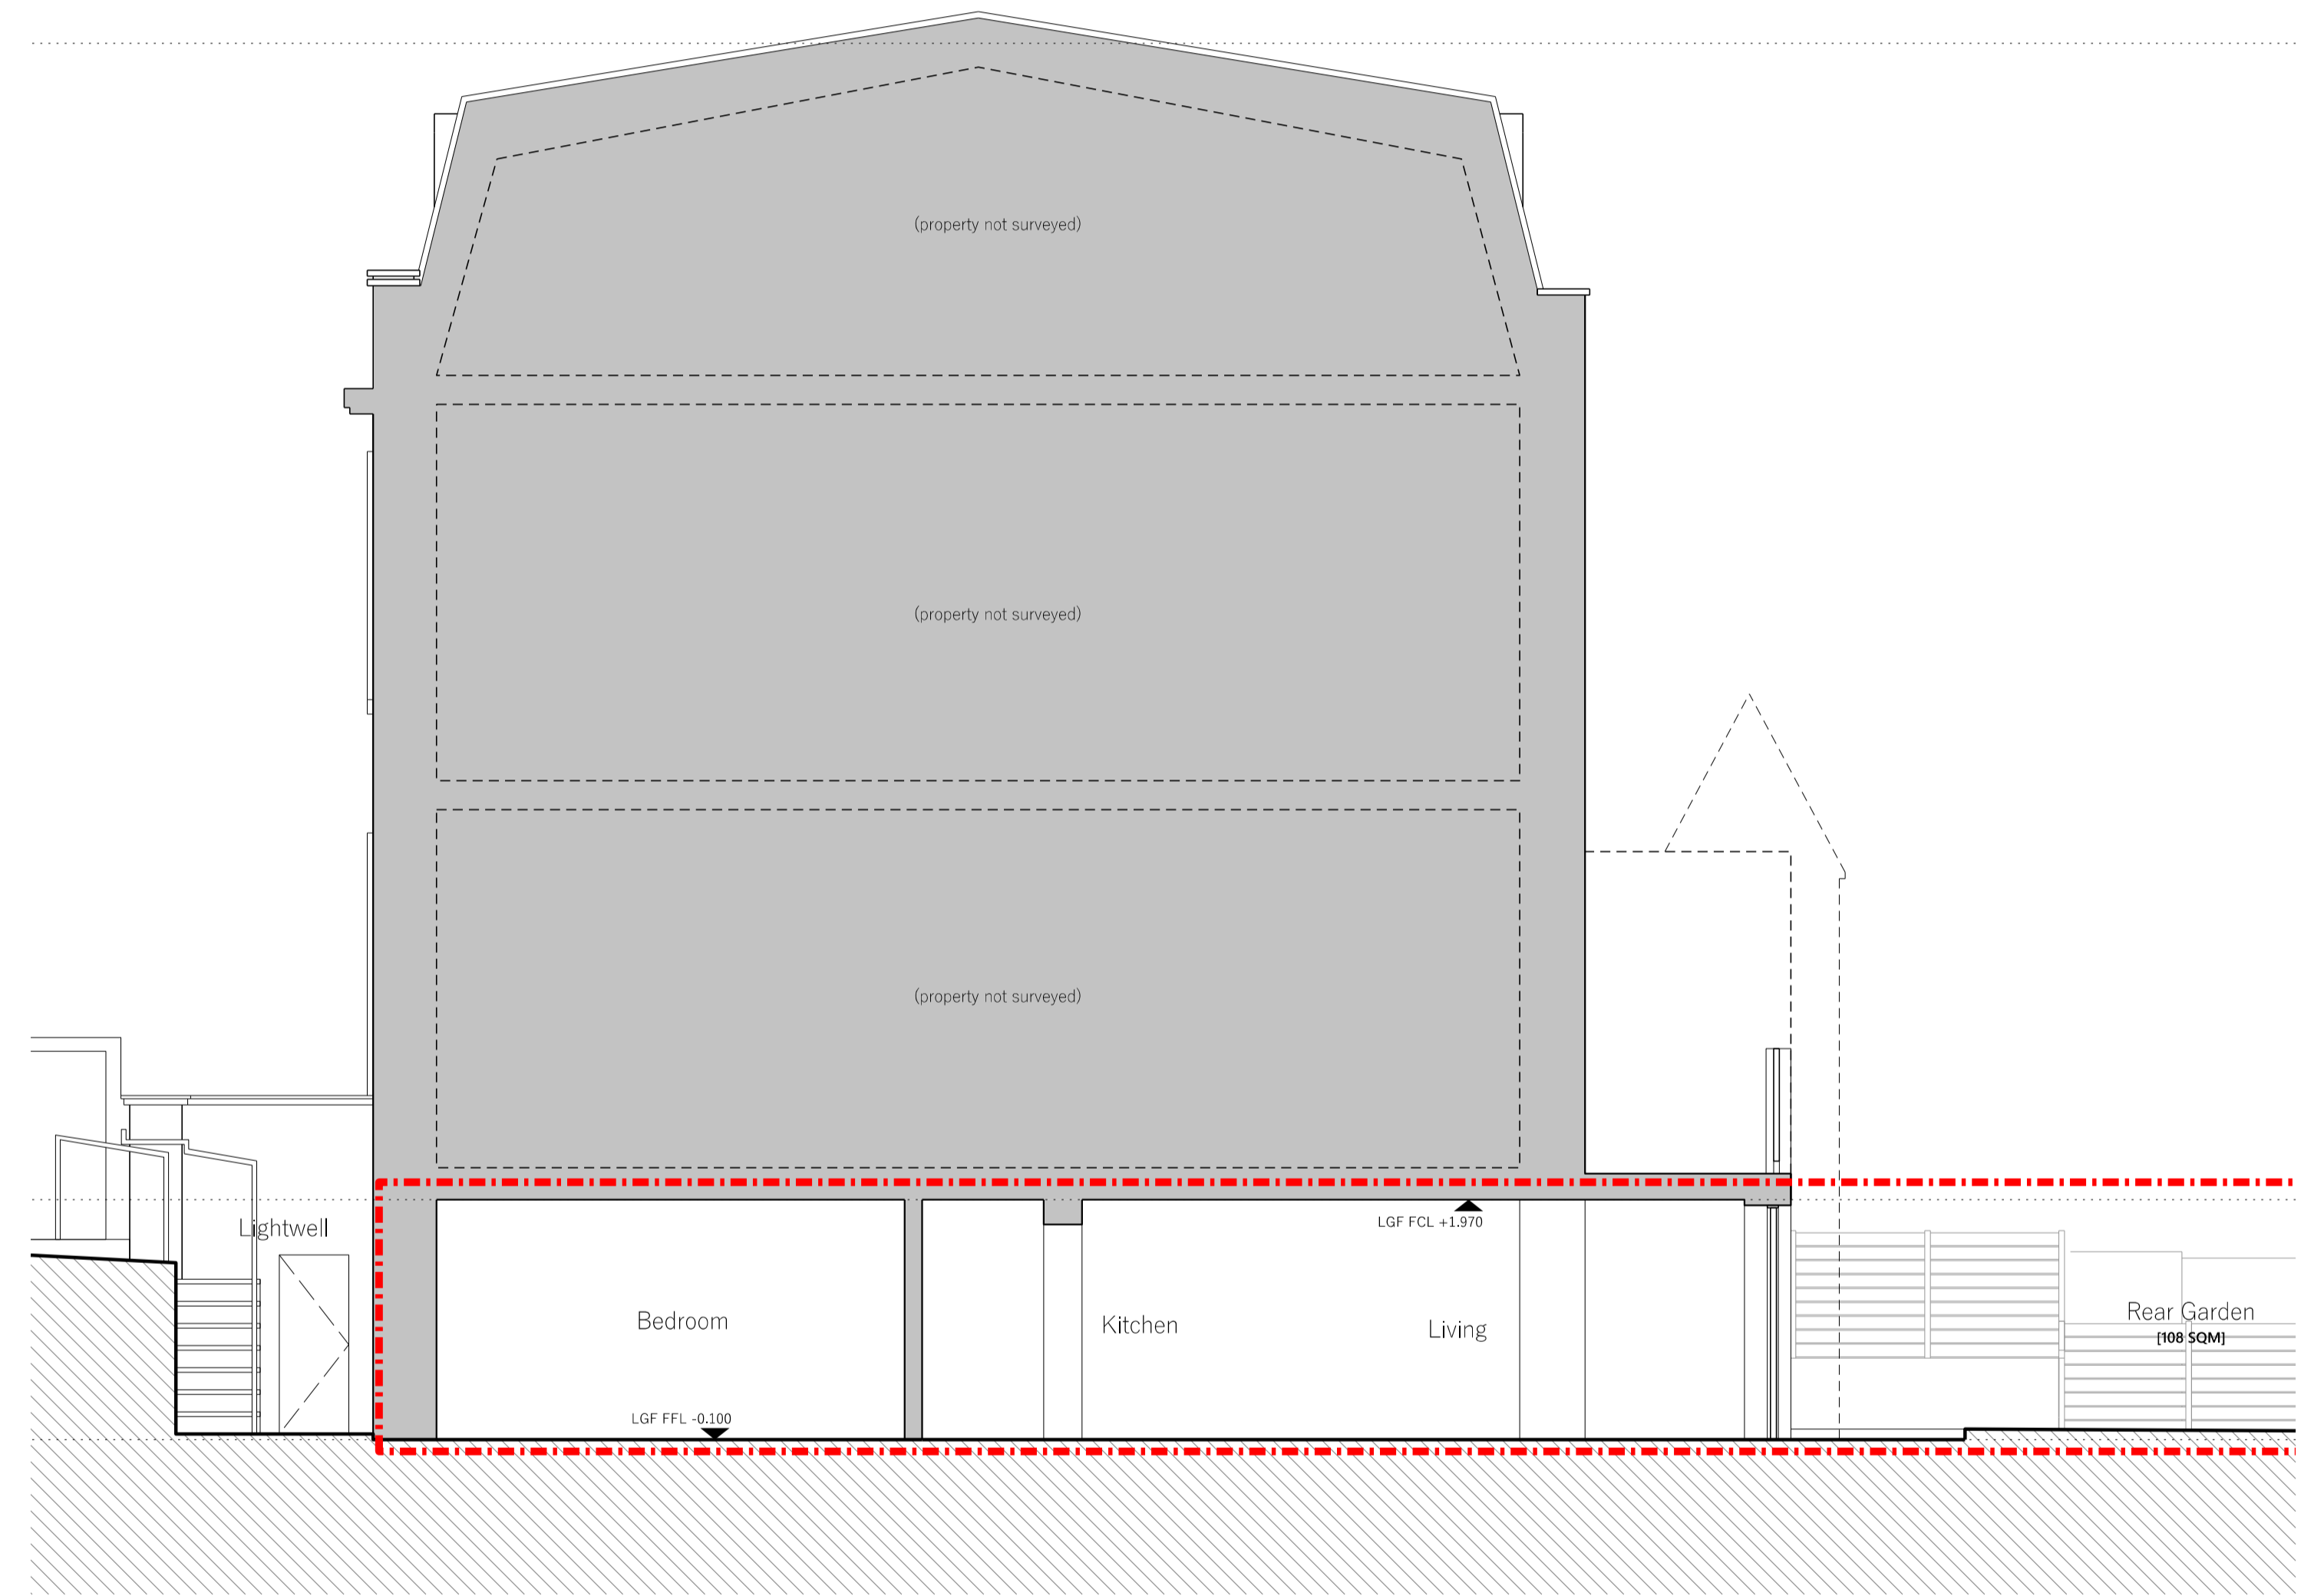 (property not surveyed)
(property not surveyed)
(property not surveyed)
LGF FCL +1.970
Lightwell
Bedroom
Kitchen
Living
Rear Garden
[108 SQM]
LGF FFL -0.100